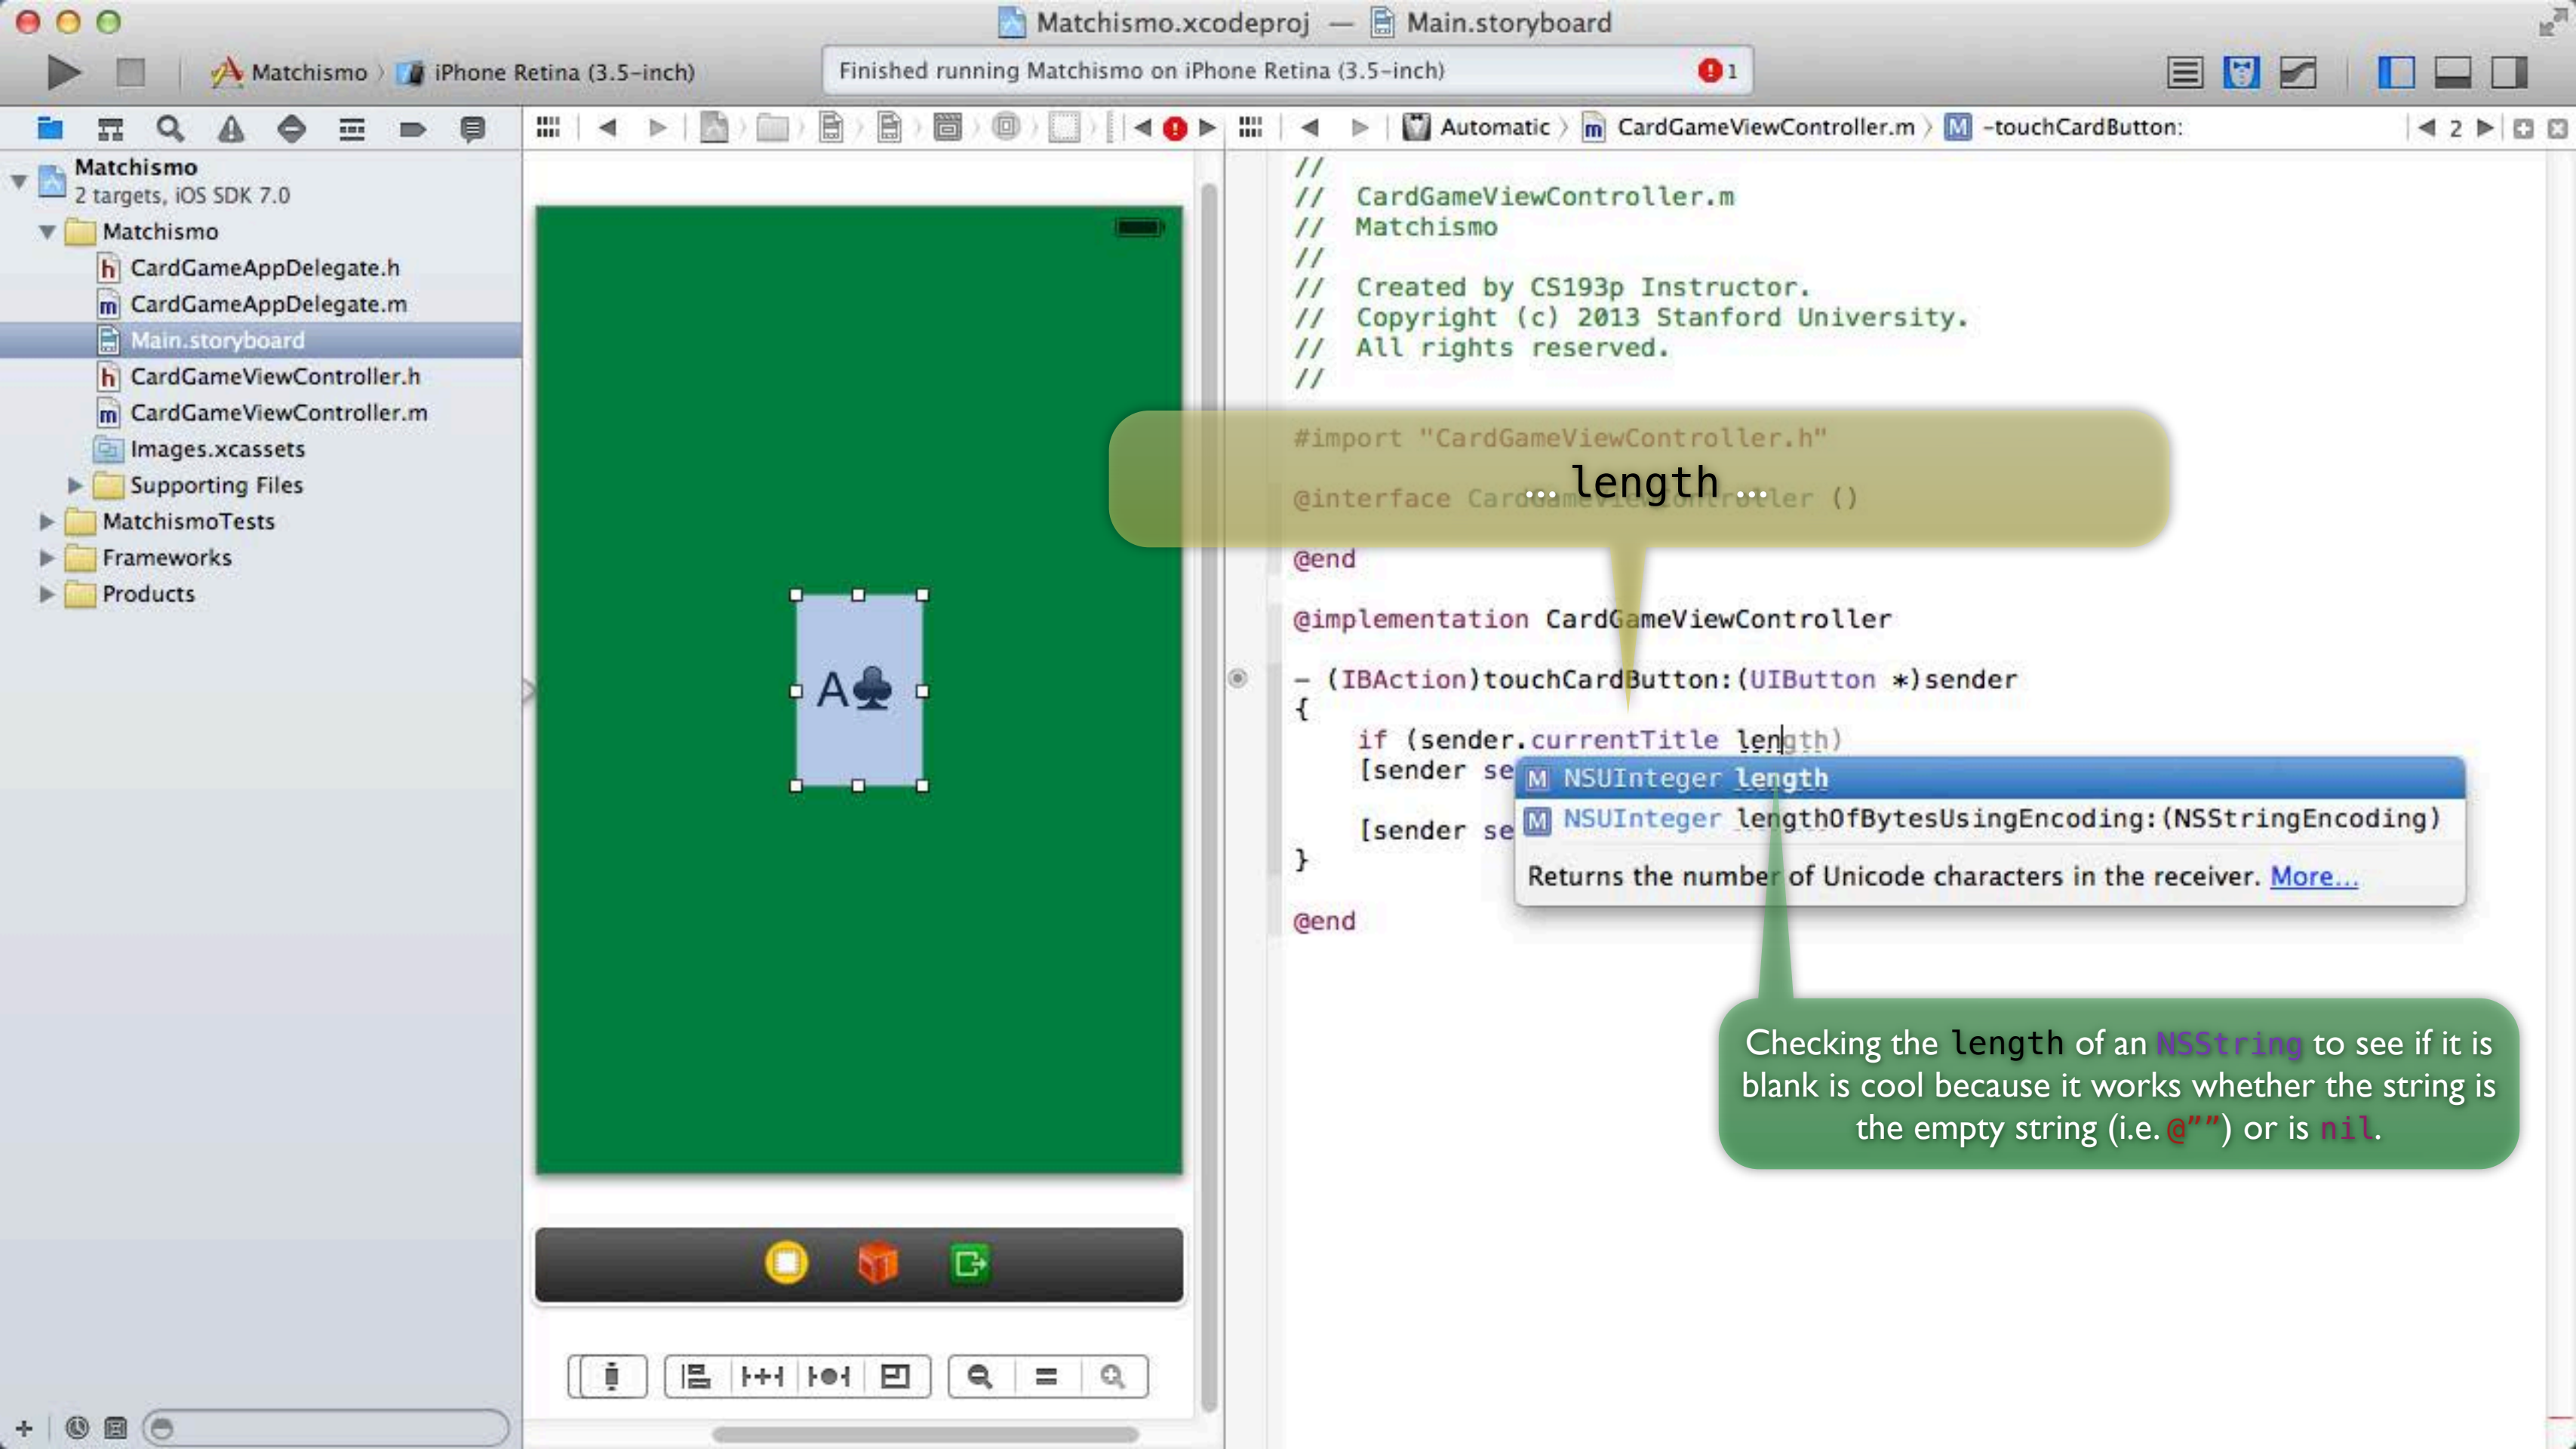 Matchismo.xcodeproj — Main.storyboard
Matchismo
iPhone Retina (3.5-inch)
Finished running Matchismo on iPhone Retina (3.5-inch)
1
Automatic
CardGameViewController.m
M
-touchCardButton:
2
Matchismo
2 targets, iOS SDK 7.0
Matchismo
h CardGameAppDelegate.h
m CardGameAppDelegate.m
Main.storyboard
h CardGameViewController.h
m CardGameViewController.m
Images.xcassets
Supporting Files
MatchismoTests
Frameworks
Products
A♣
//
// CardGameViewController.m
// Matchismo
//
// Created by CS193p Instructor.
// Copyright (c) 2013 Stanford University.
// All rights reserved.
//
#import "CardGameViewController.h"
... length ...
@interface CardGameViewController ()
@end
@implementation CardGameViewController
- (IBAction)touchCardButton:(UIButton *)sender
{
if (sender.currentTitle length)
[sender se
M NSUInteger length
M NSUInteger lengthOfBytesUsingEncoding:(NSStringEncoding)
[sender se
}
Returns the number of Unicode characters in the receiver. More...
@end
Checking the length of an NSString to see if it is
blank is cool because it works whether the string is
the empty string (i.e. @"") or is nil.